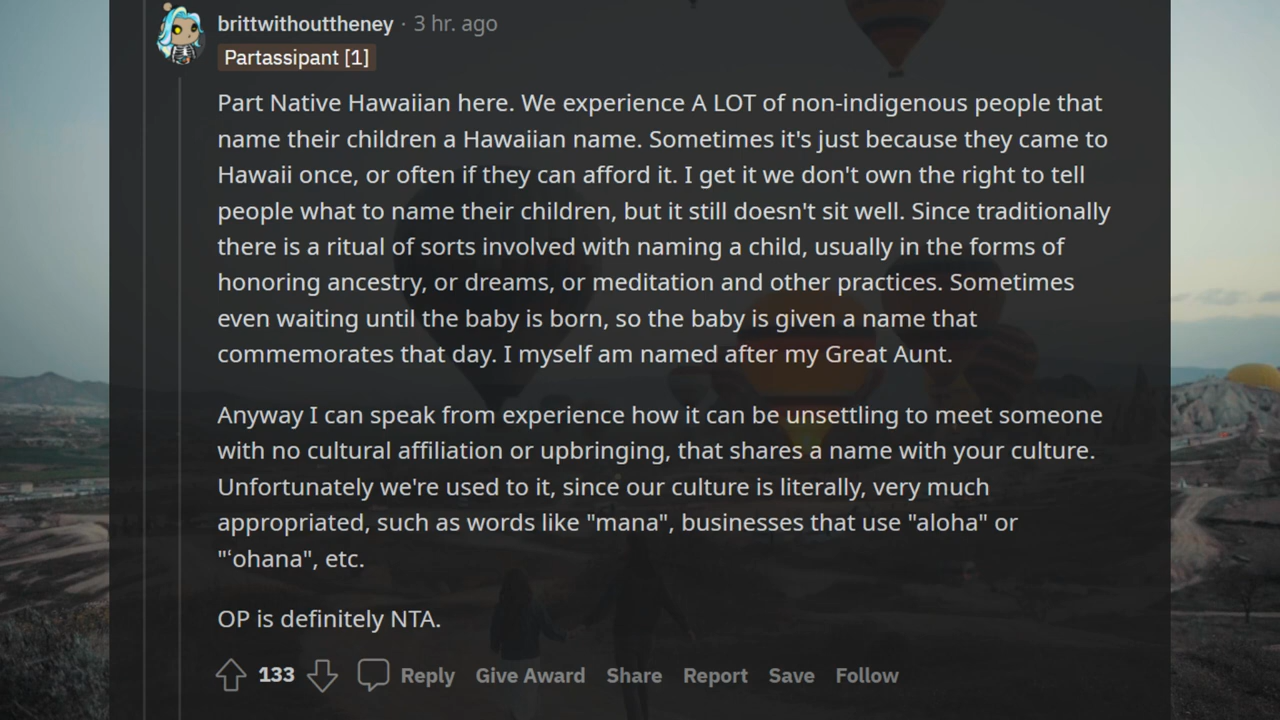 brittwithouttheney · 3 hr. ago
Partassipant [1]
Part Native Hawaiian here. We experience A LOT of non-indigenous people that
name their children a Hawaiian name. Sometimes it's just because they came to
Hawaii once, or often if they can afford it. I get it we don't own the right to tell
people what to name their children, but it still doesn't sit well. Since traditionally
there is a ritual of sorts involved with naming a child, usually in the forms of
honoring ancestry, or dreams, or meditation and other practices. Sometimes
even waiting until the baby is born, so the baby is given a name that
commemorates that day. I myself am named after my Great Aunt.
Anyway I can speak from experience how it can be unsettling to meet someone
with no cultural affiliation or upbringing, that shares a name with your culture.
Unfortunately we're used to it, since our culture is literally, very much
appropriated, such as words like "mana", businesses that use "aloha" or
"ʻohana", etc.
OP is definitely NTA.
133 Reply Give Award Share Report Save Follow